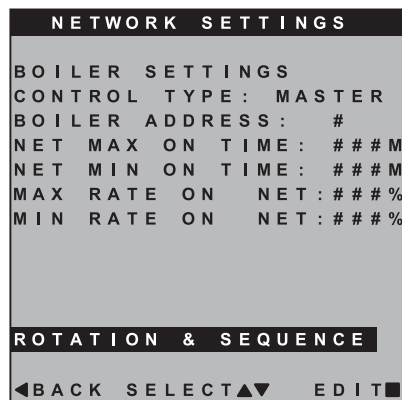 NETWORK SETTINGS
BOILER SETTINGS
CONTROL TYPE: MASTER
BOILER ADDRESS: #
NET MAX ON TIME: ###M
NET MIN ON TIME: ###M
MAX RATE ON NET:###%
MIN RATE ON NET:###%
ROTATION & SEQUENCE
◀BACK SELECT▲▼ EDIT■